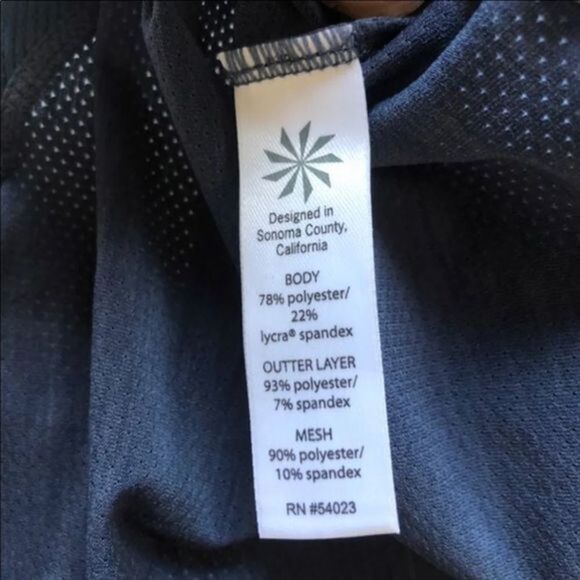 Designed in
Sonoma County,
California
BODY
78% polyester/
22%
lycra® spandex
OUTTER LAYER
93% polyester/
7% spandex
MESH
90% polyester/
10% spandex
RN #54023